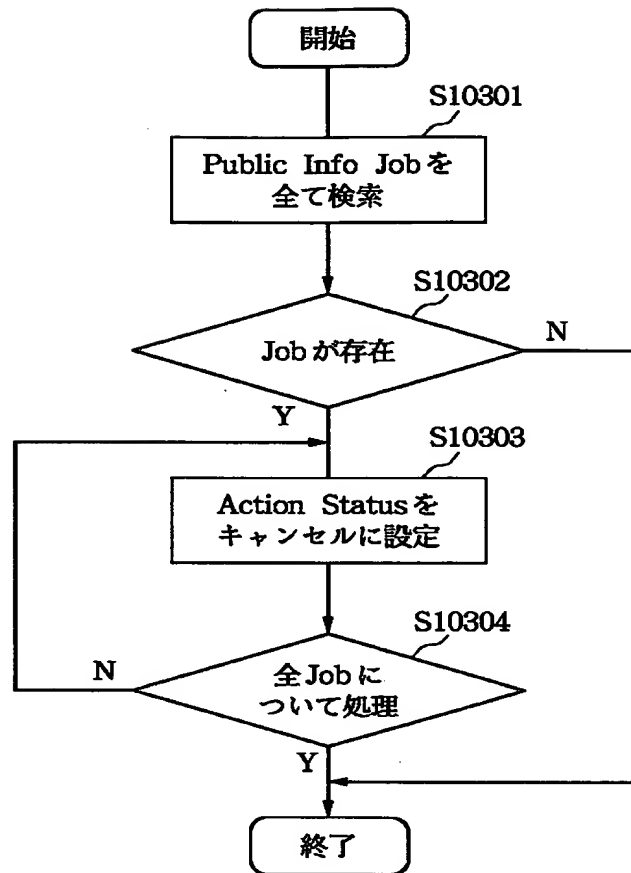 開始
S10301
Public Info Jobを
全て検索
S10302
Jobが存在
N
Y
S10303
Action Statusを
キャンセルに設定
S10304
全Jobに
ついて処理
N
Y
終了